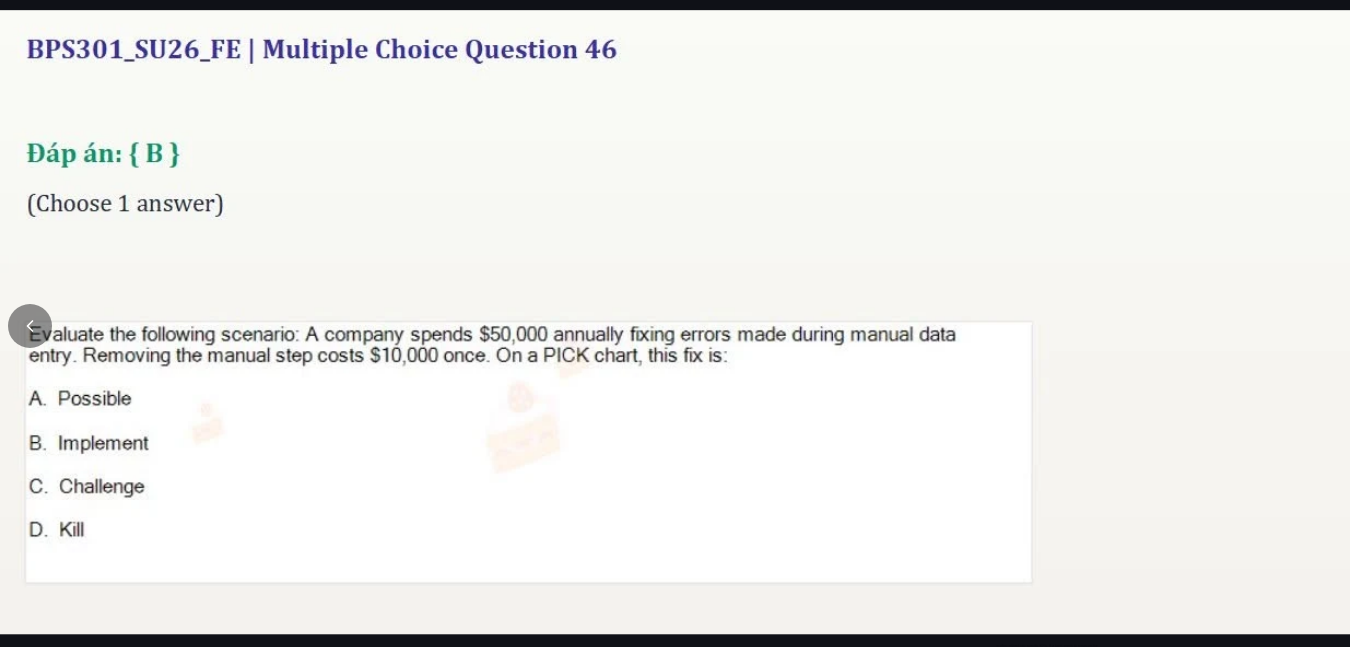 BPS301_SU26_FE | Multiple Choice Question 46
Đáp án: { B }
(Choose 1 answer)
Evaluate the following scenario: A company spends $50,000 annually fixing errors made during manual data
entry. Removing the manual step costs $10,000 once. On a PICK chart, this fix is:
A. Possible
B. Implement
C. Challenge
D. Kill